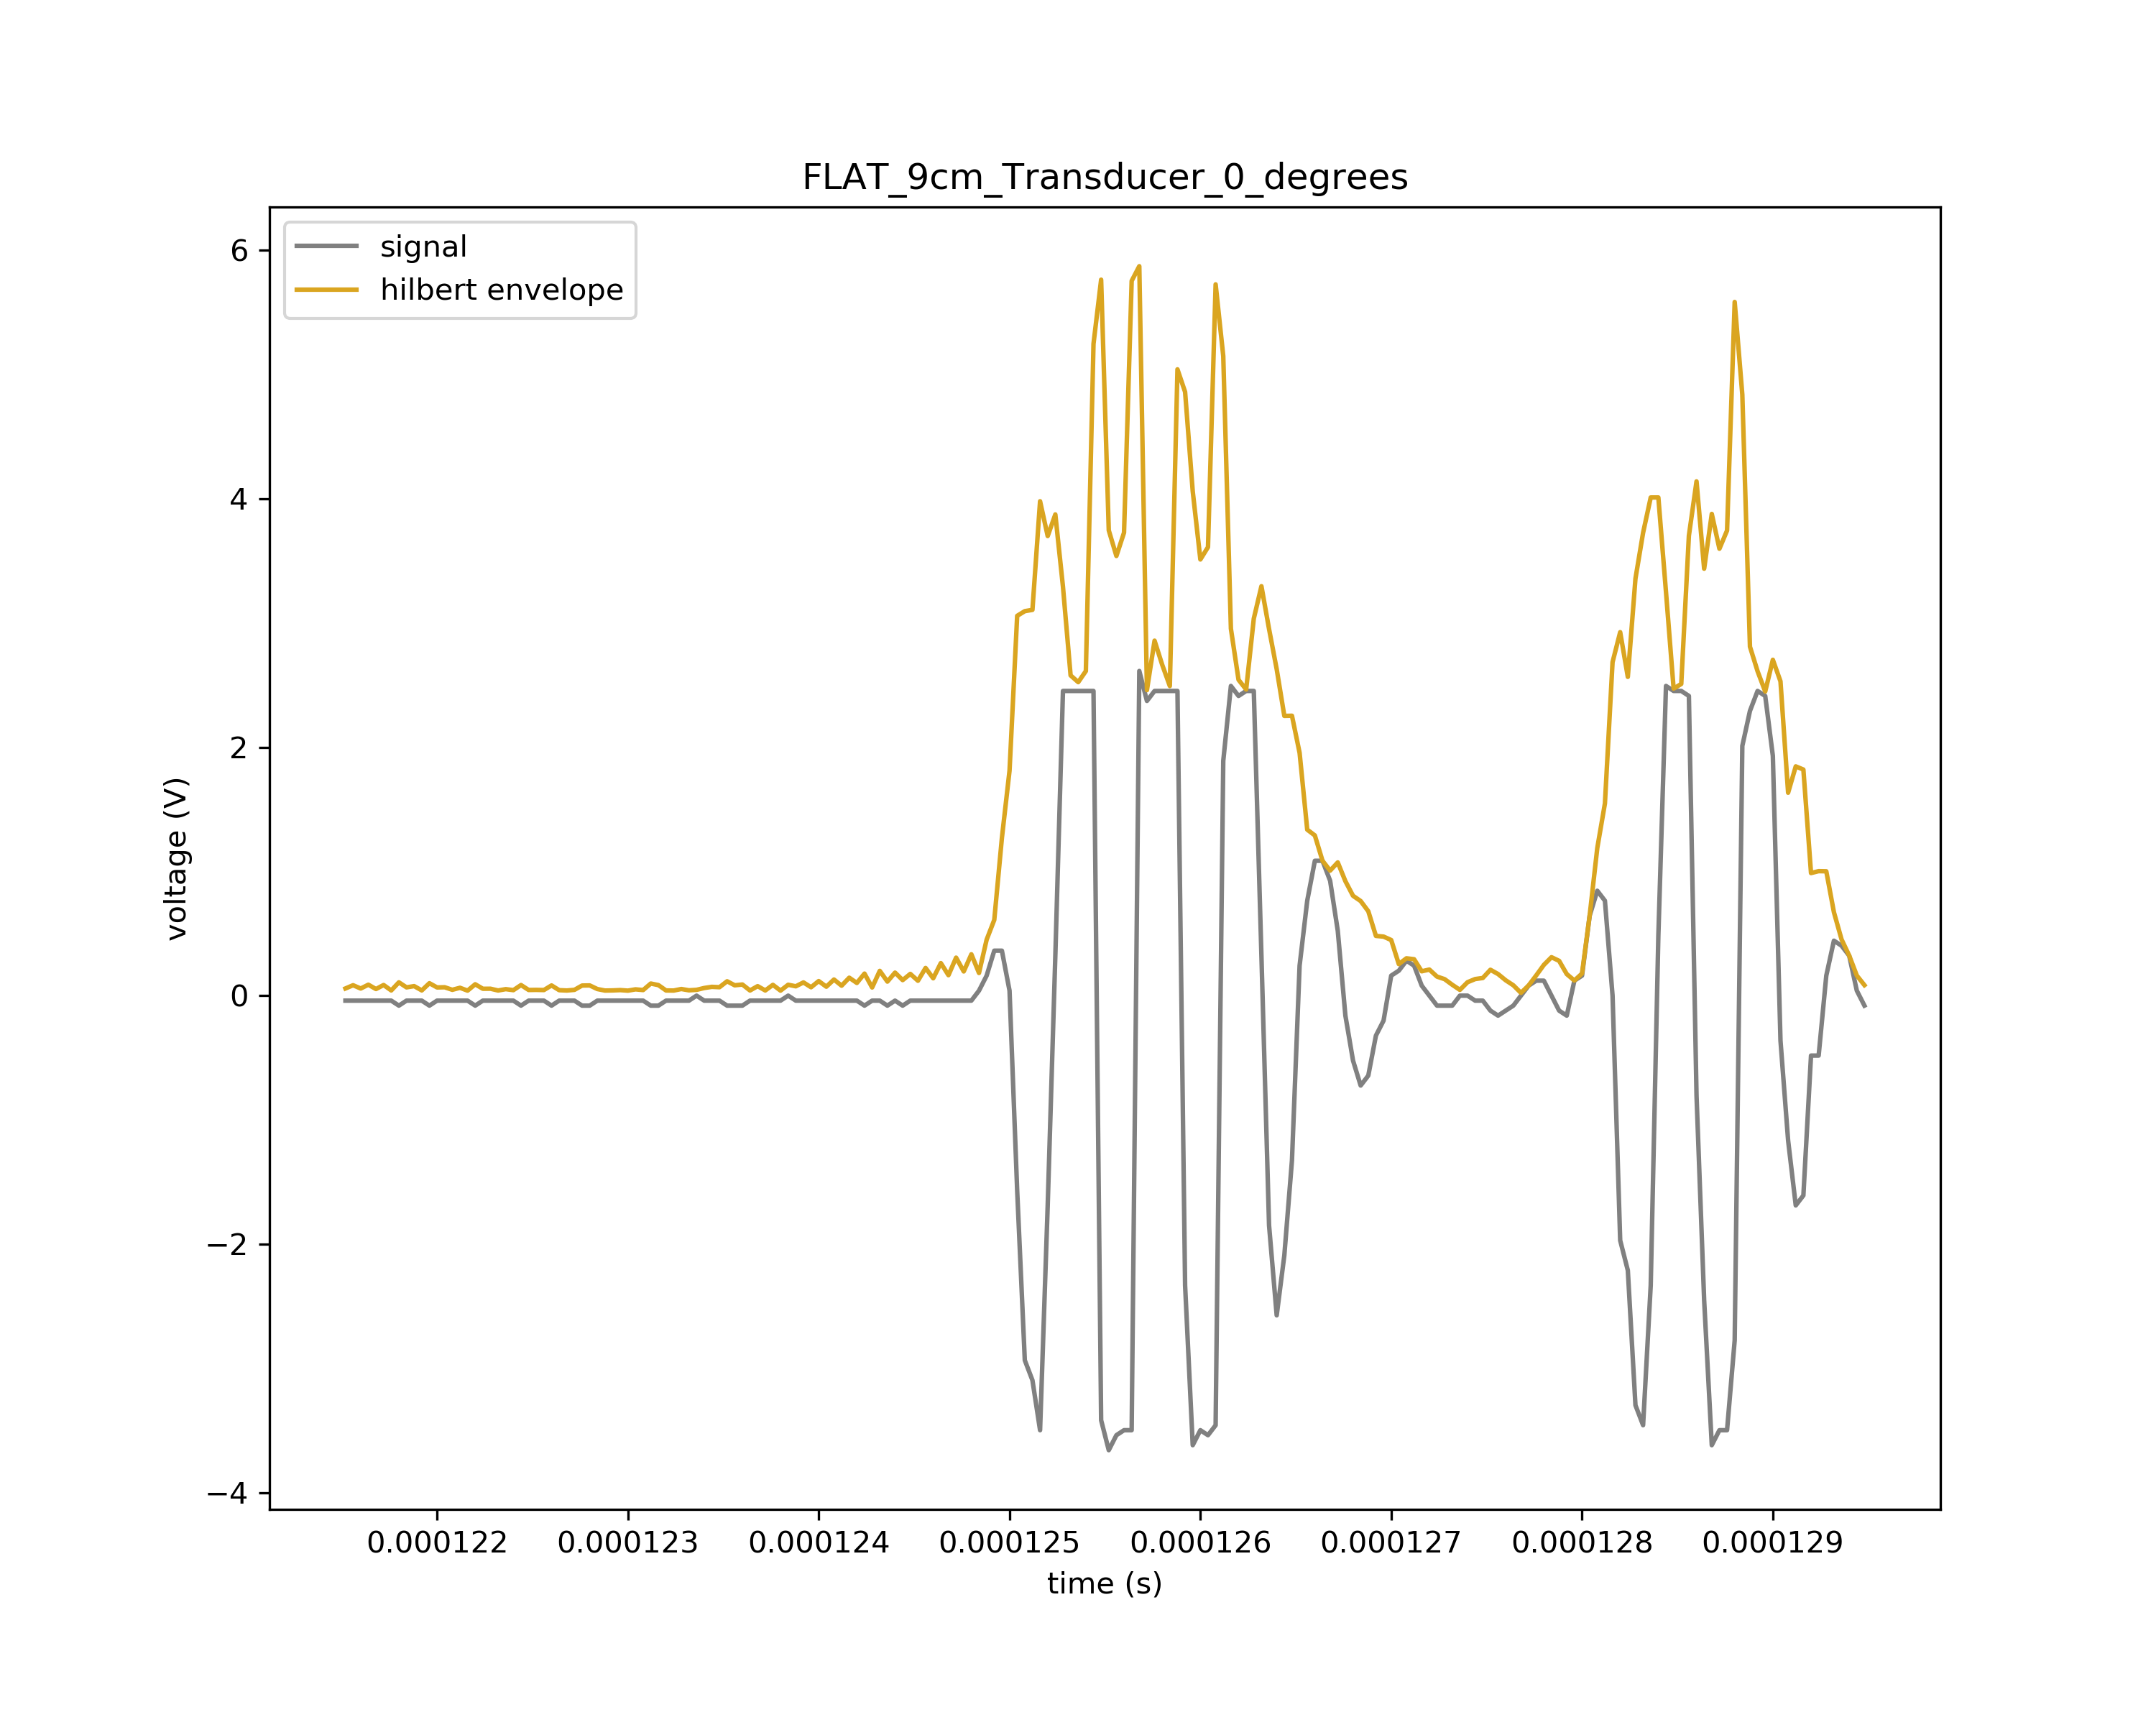 FLAT_9cm_Transducer_0_degrees
signal
hilbert envelope
6
4
2
0
−2
−4
voltage (V)
0.000122 0.000123 0.000124 0.000125 0.000126 0.000127 0.000128 0.000129
time (s)